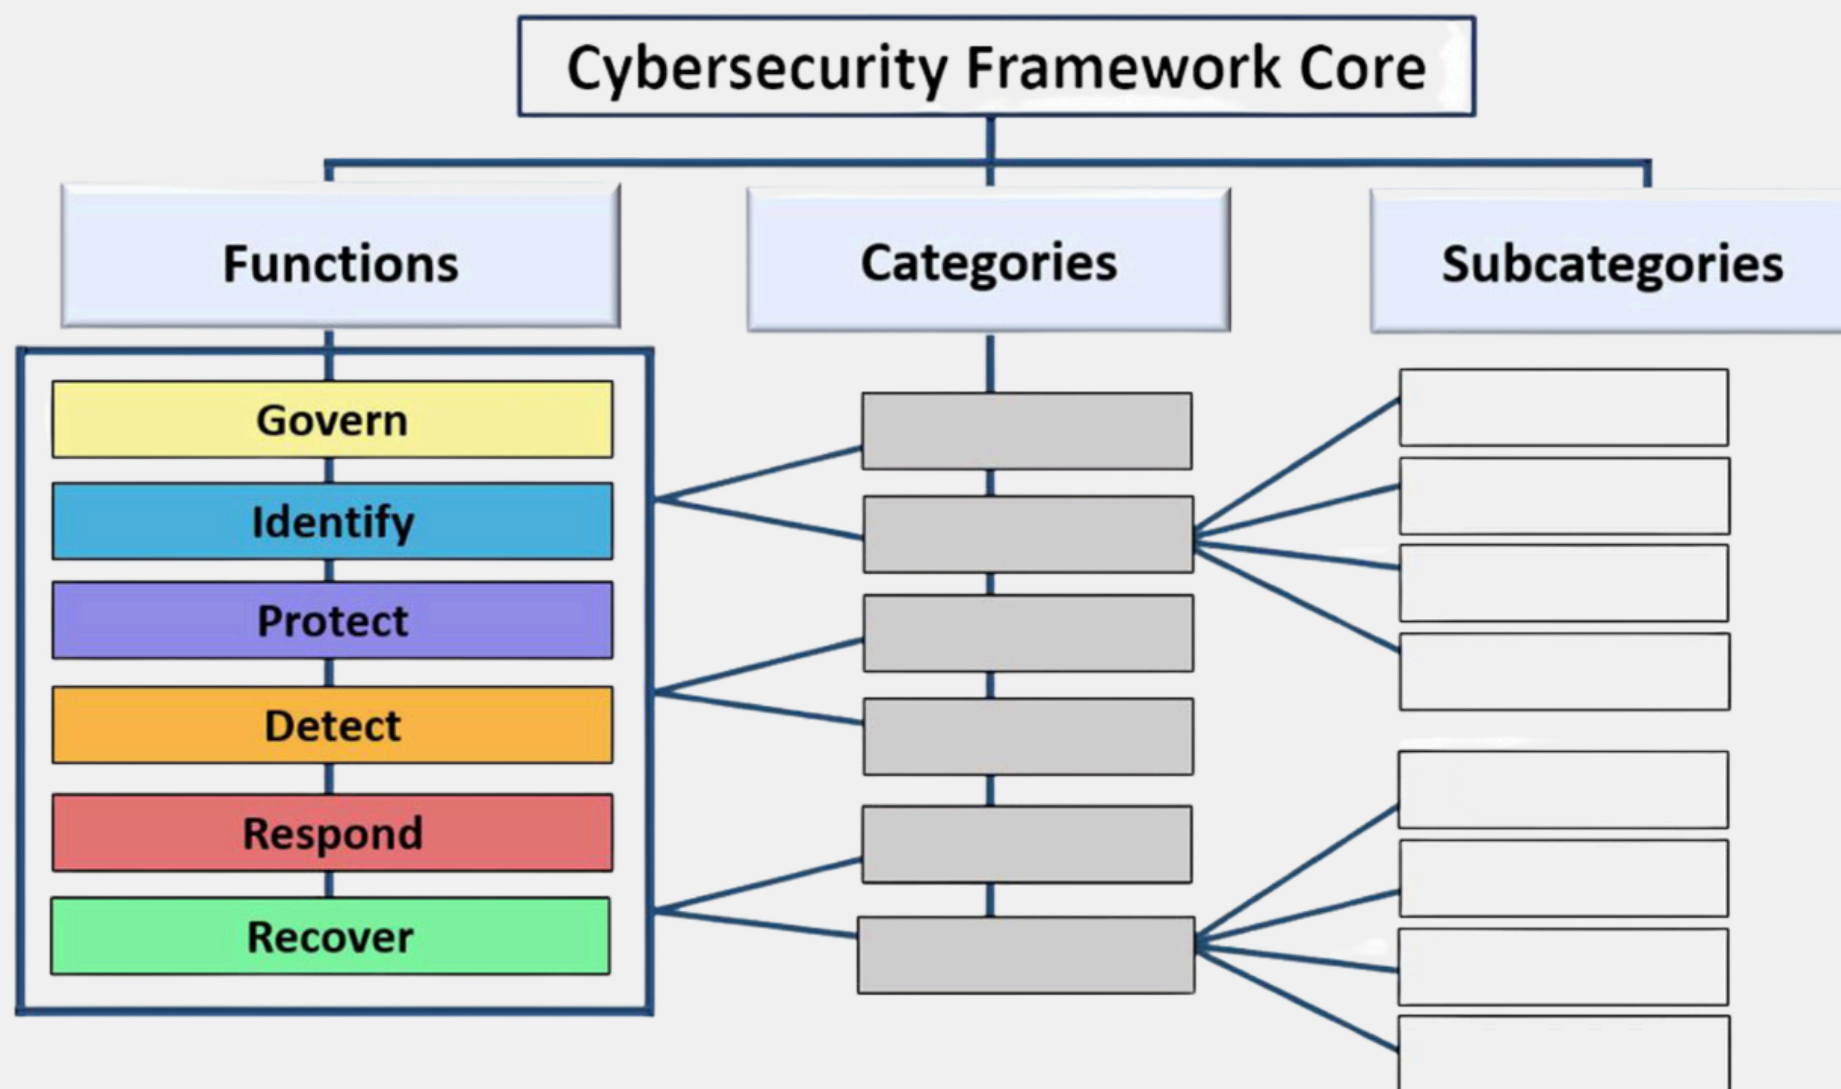 Cybersecurity Framework Core
Functions
Categories
Subcategories
Govern
Identify
Protect
Detect
Respond
Recover